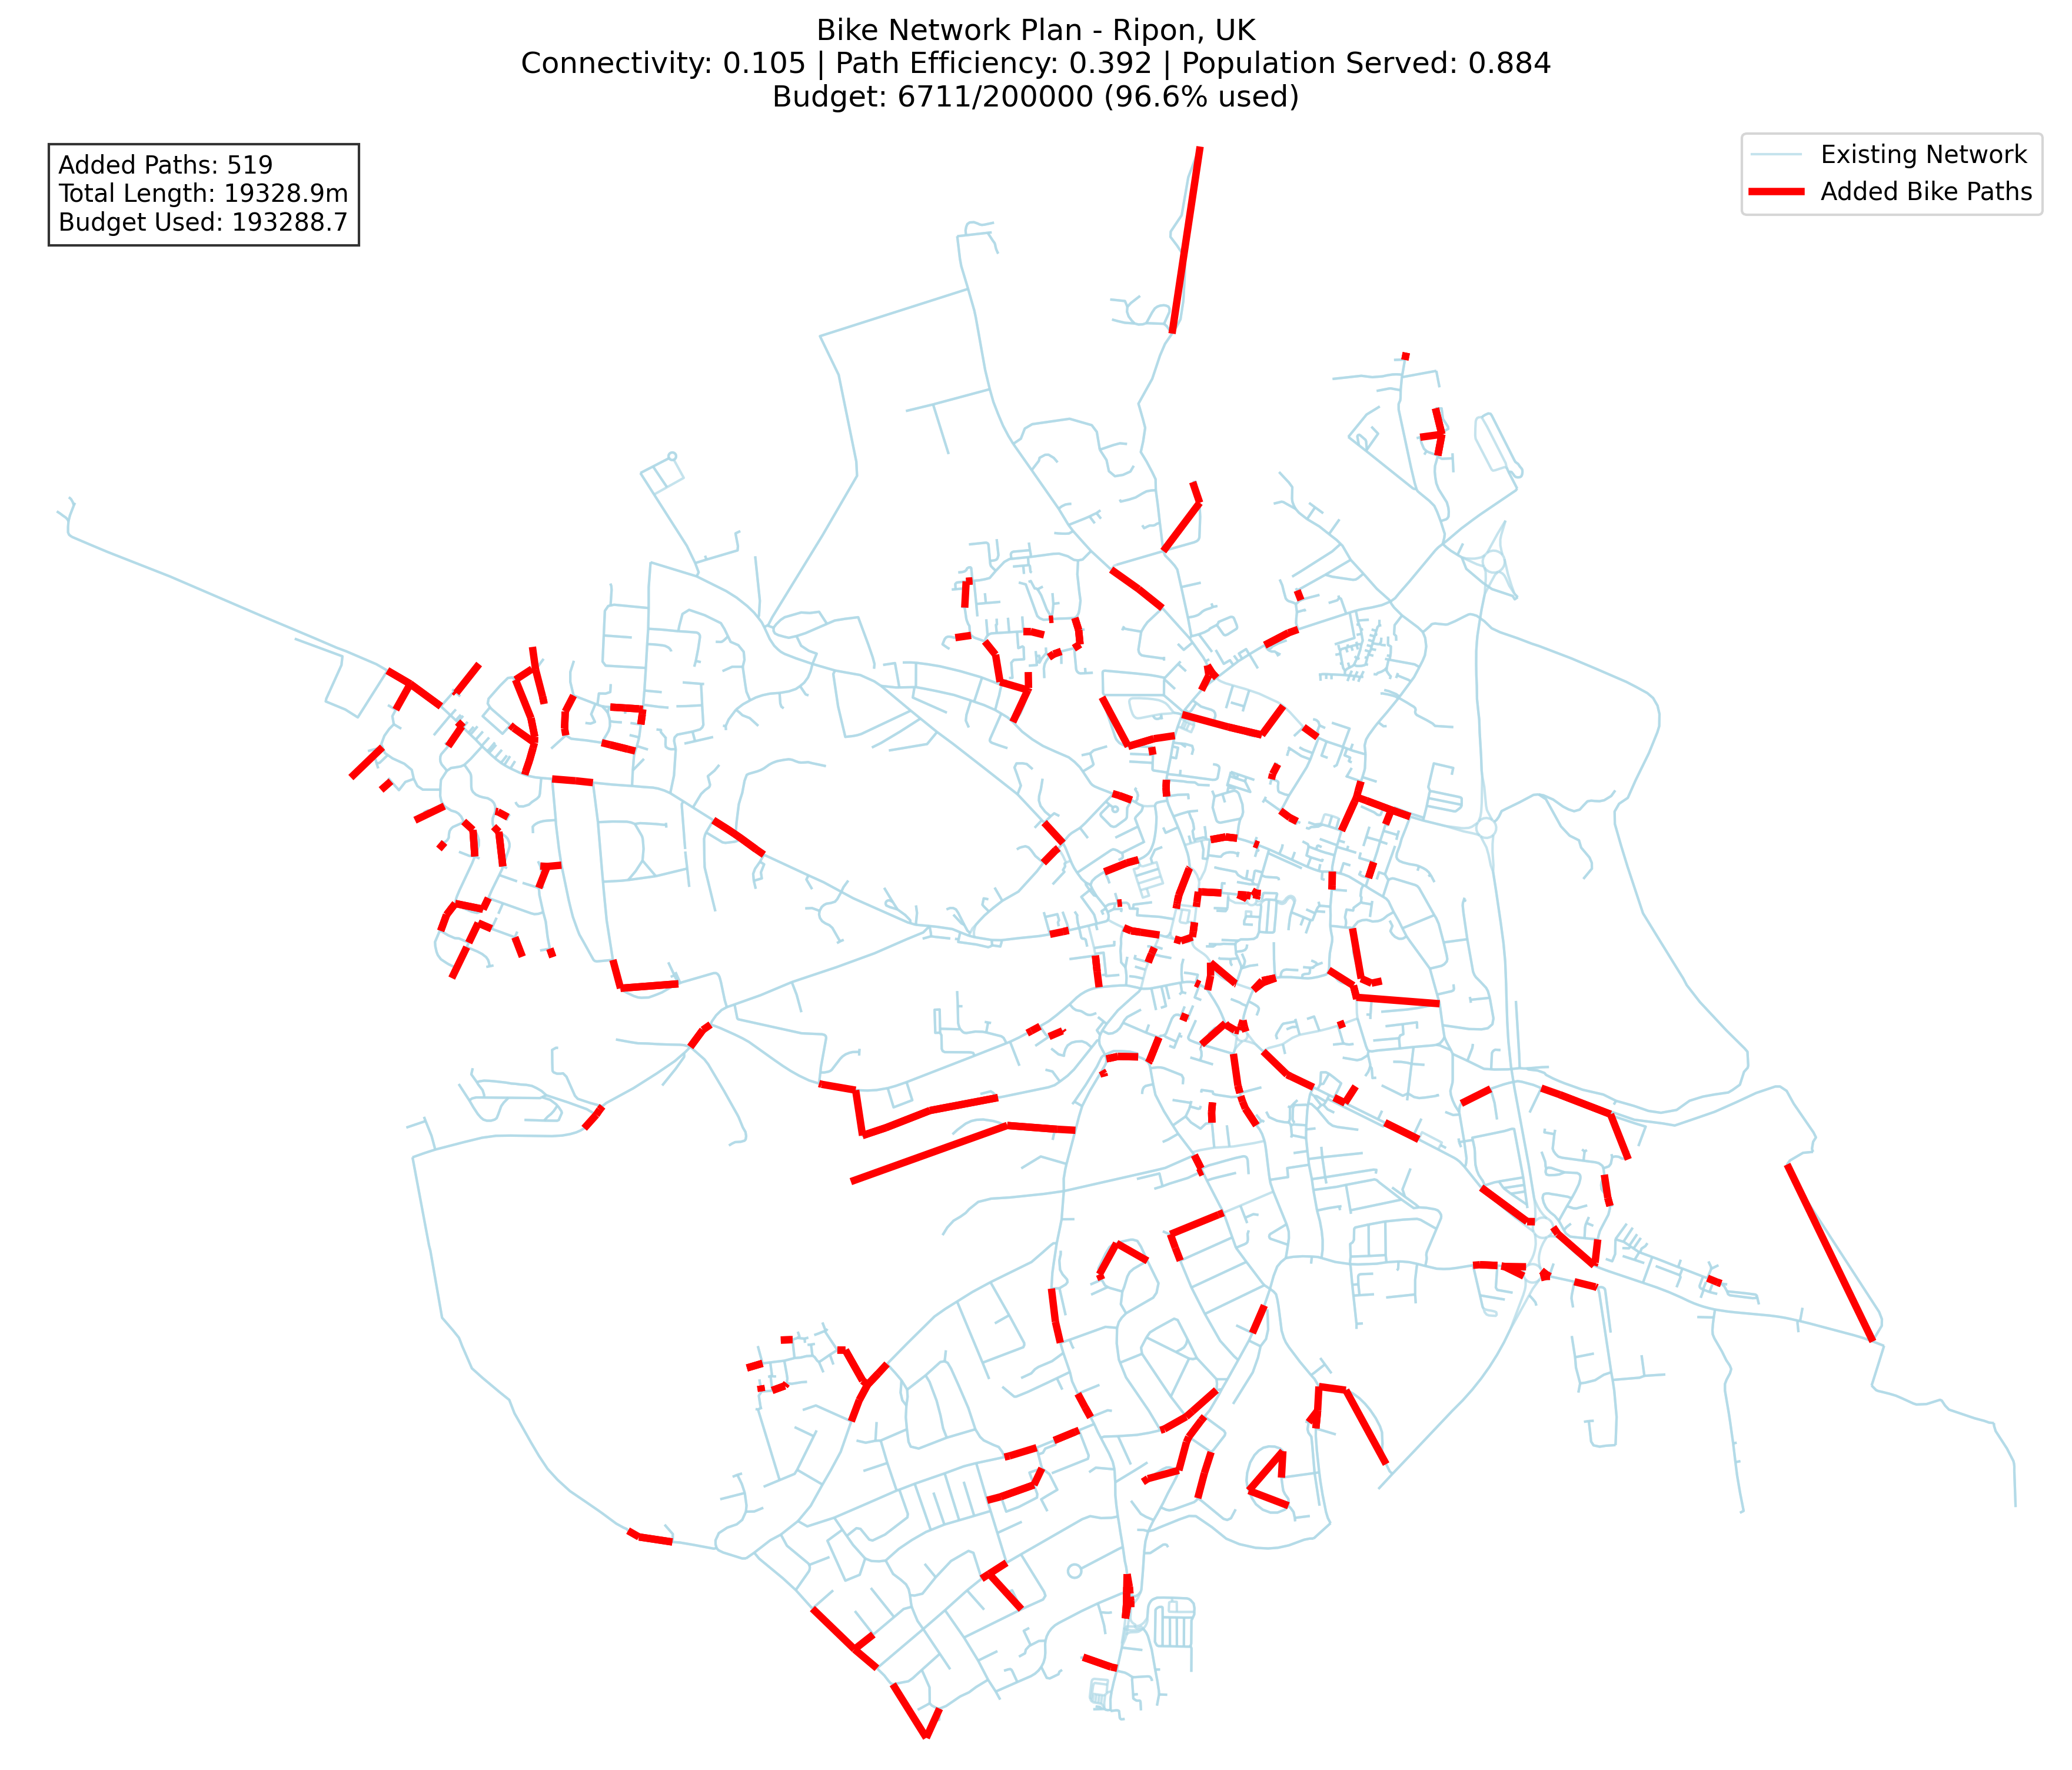 Bike Network Plan - Ripon, UK
Connectivity: 0.105 | Path Efficiency: 0.392 | Population Served: 0.884
Budget: 6711/200000 (96.6% used)
Added Paths: 519
Total Length: 19328.9m
Budget Used: 193288.7
Existing Network
Added Bike Paths